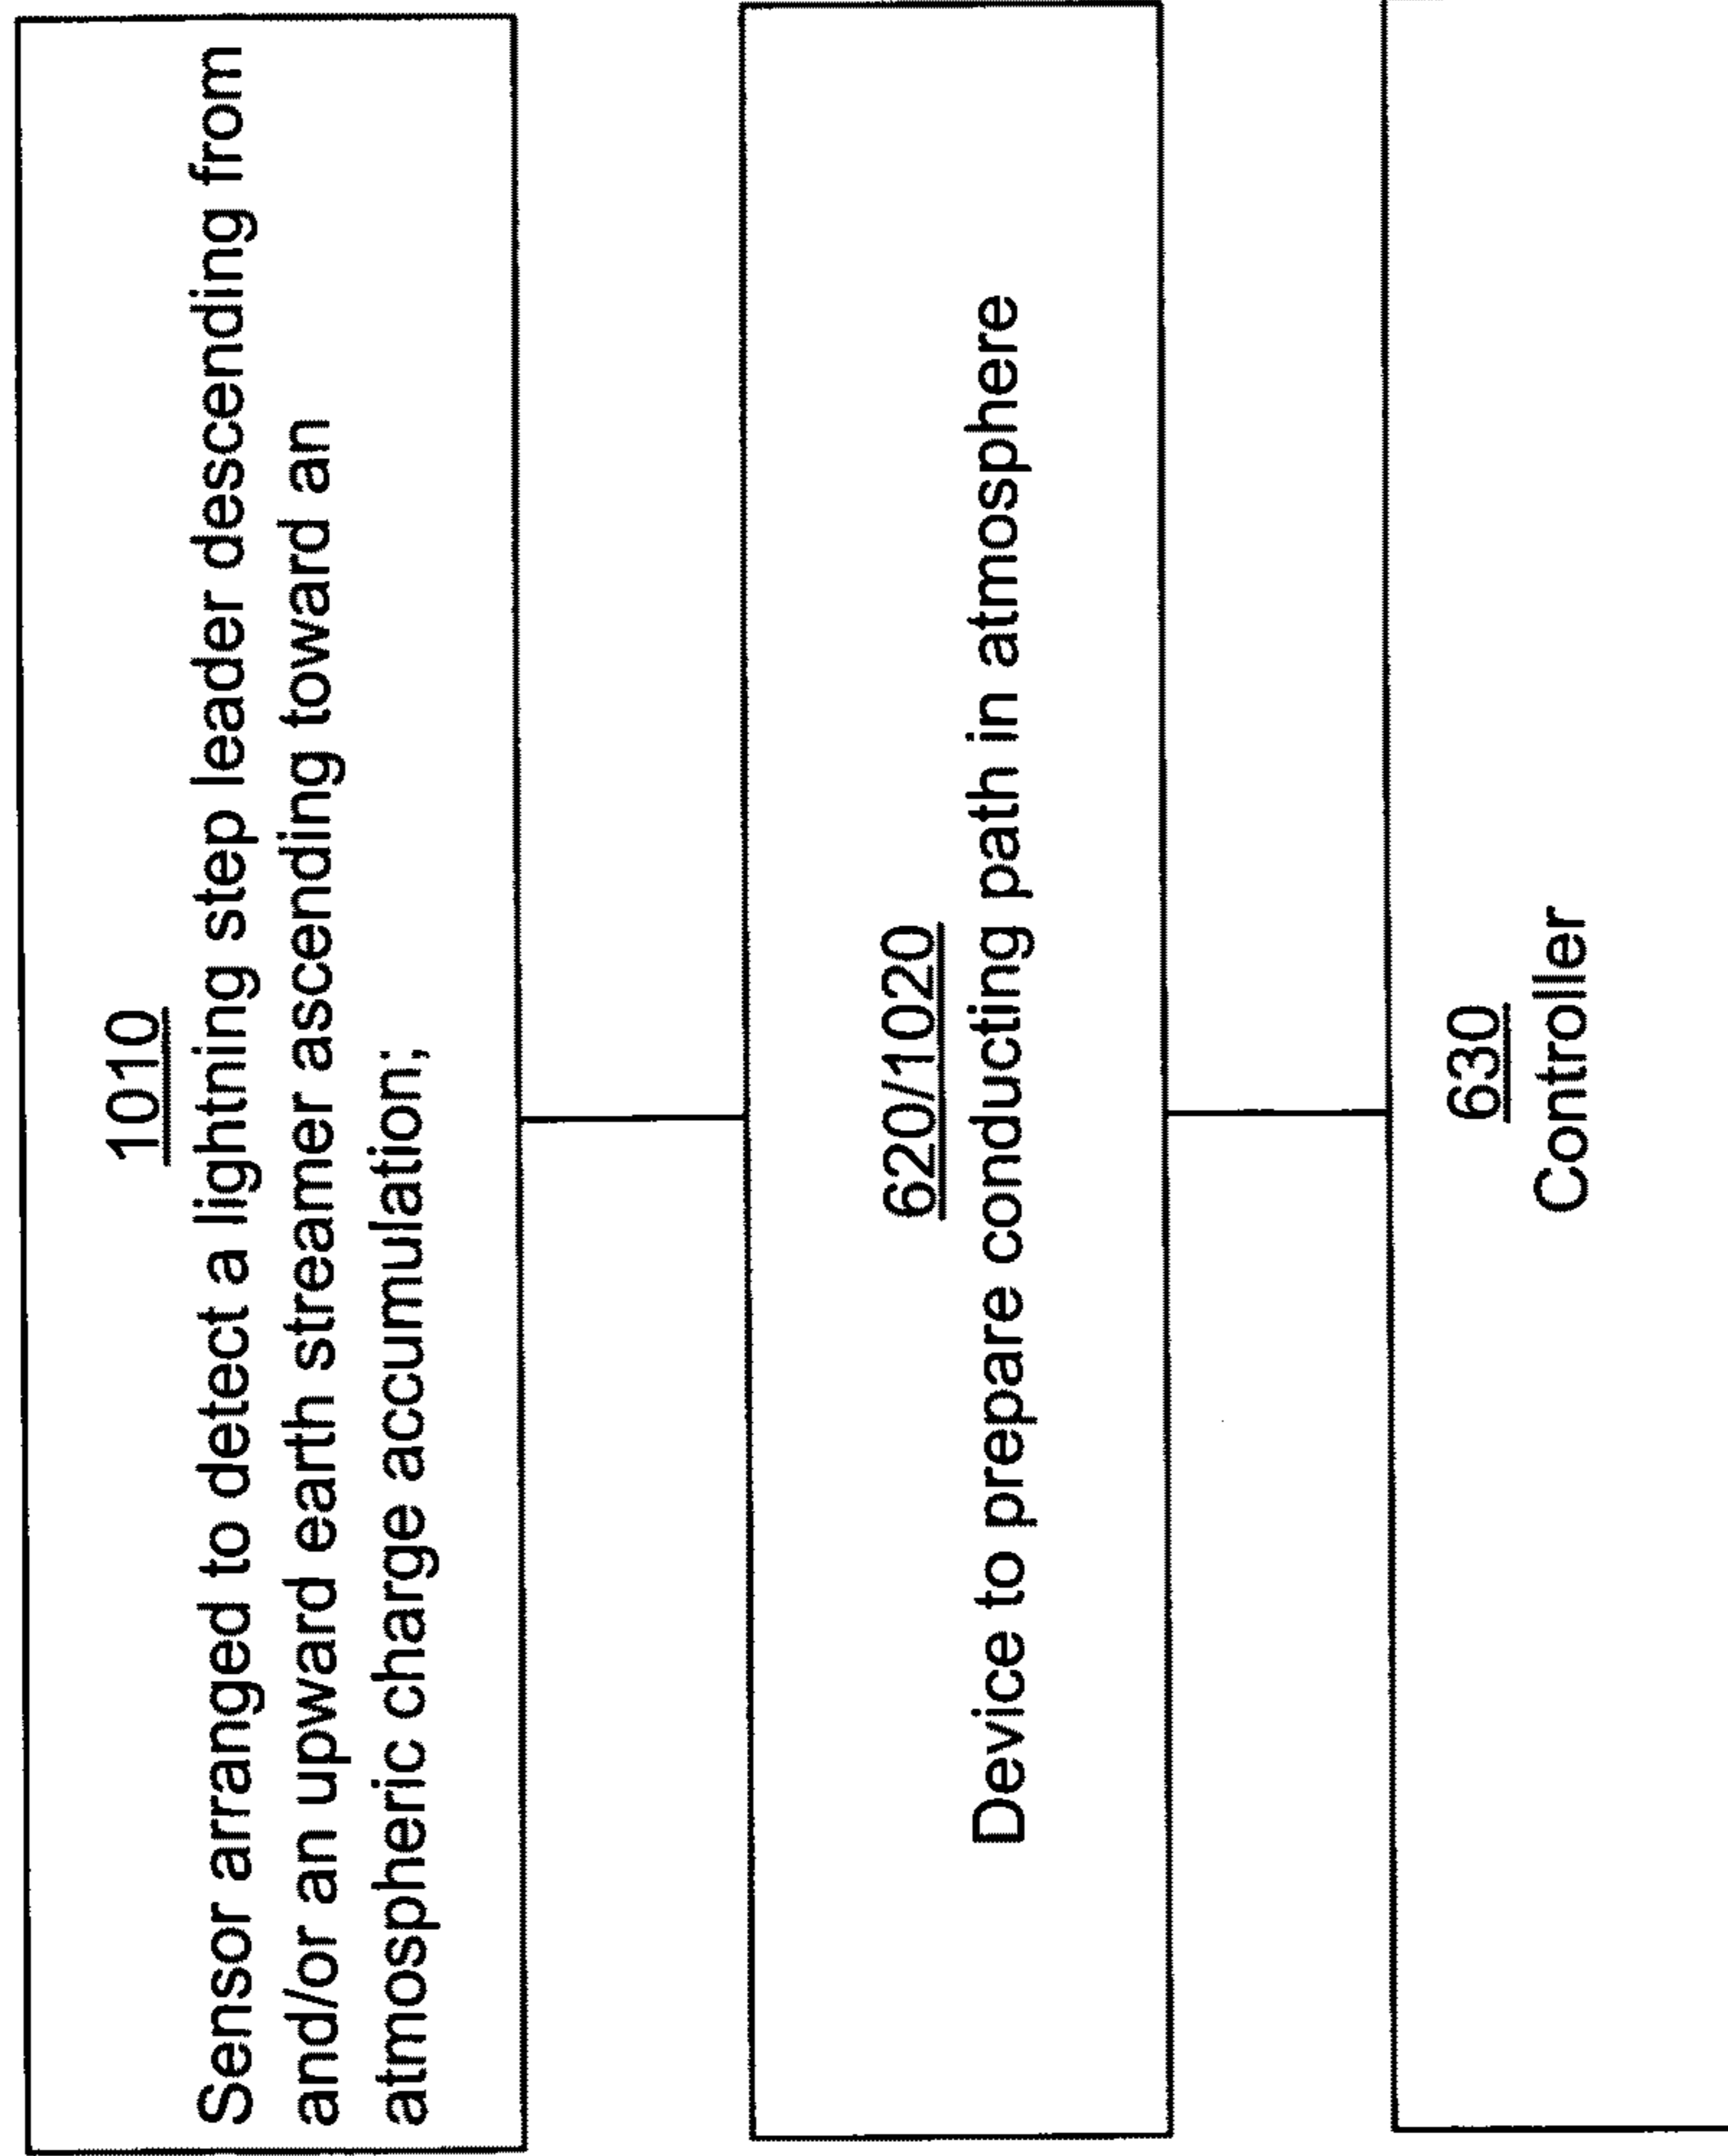 1010
Sensor arranged to detect a lightning step leader descending from
and/or an upward earth streamer ascending toward an
atmospheric charge accumulation;
620/1020
Device to prepare conducting path in atmosphere
630
Controller